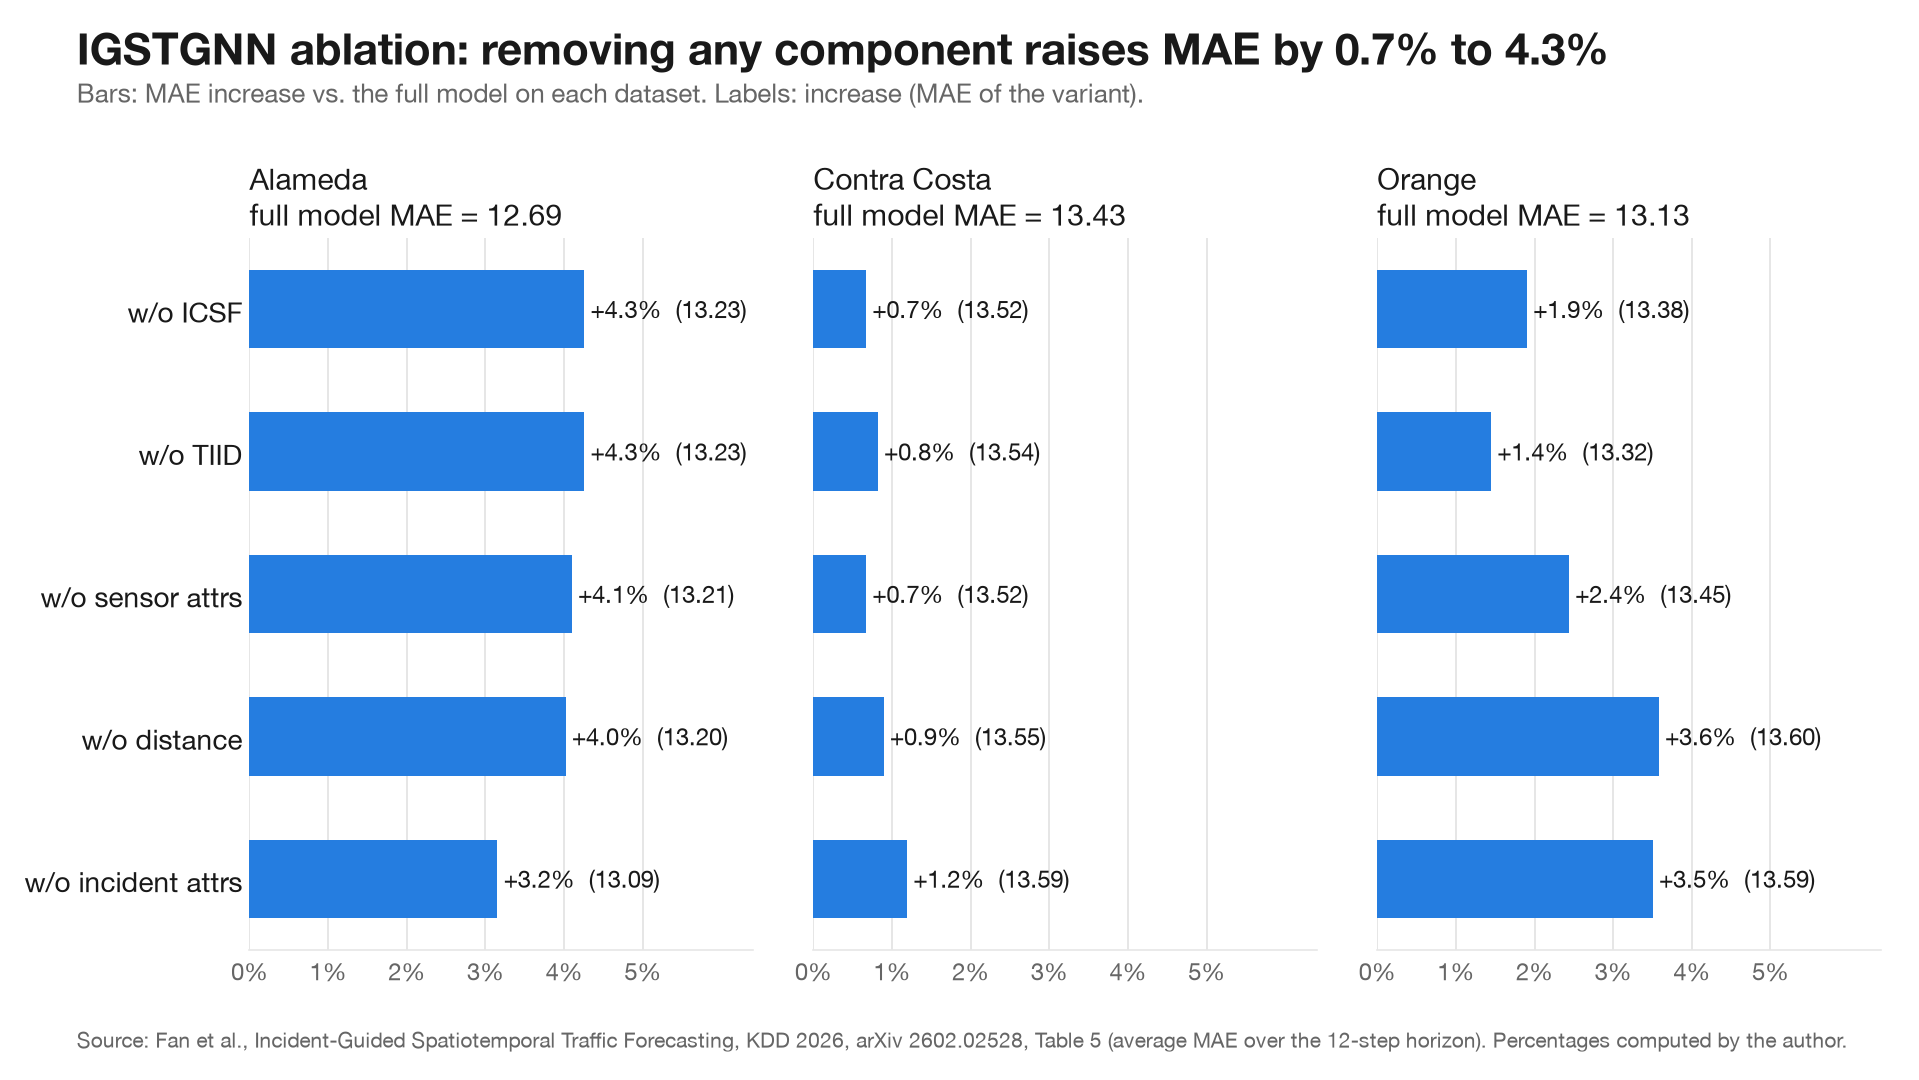 IGSTGNN ablation: removing any component raises MAE by 0.7% to 4.3%
Bars: MAE increase vs. the full model on each dataset. Labels: increase (MAE of the variant).
Alameda
full model MAE = 12.69
w/o ICSF +4.3% (13.23)
w/o TIID +4.3% (13.23)
w/o sensor attrs +4.1% (13.21)
w/o distance +4.0% (13.20)
w/o incident attrs +3.2% (13.09)
0% 1% 2% 3% 4% 5%
Contra Costa
full model MAE = 13.43
+0.7% (13.52)
+0.8% (13.54)
+0.7% (13.52)
+0.9% (13.55)
+1.2% (13.59)
0% 1% 2% 3% 4% 5%
Orange
full model MAE = 13.13
+1.9% (13.38)
+1.4% (13.32)
+2.4% (13.45)
+3.6% (13.60)
+3.5% (13.59)
0% 1% 2% 3% 4% 5%
Source: Fan et al., Incident-Guided Spatiotemporal Traffic Forecasting, KDD 2026, arXiv 2602.02528, Table 5 (average MAE over the 12-step horizon). Percentages computed by the author.